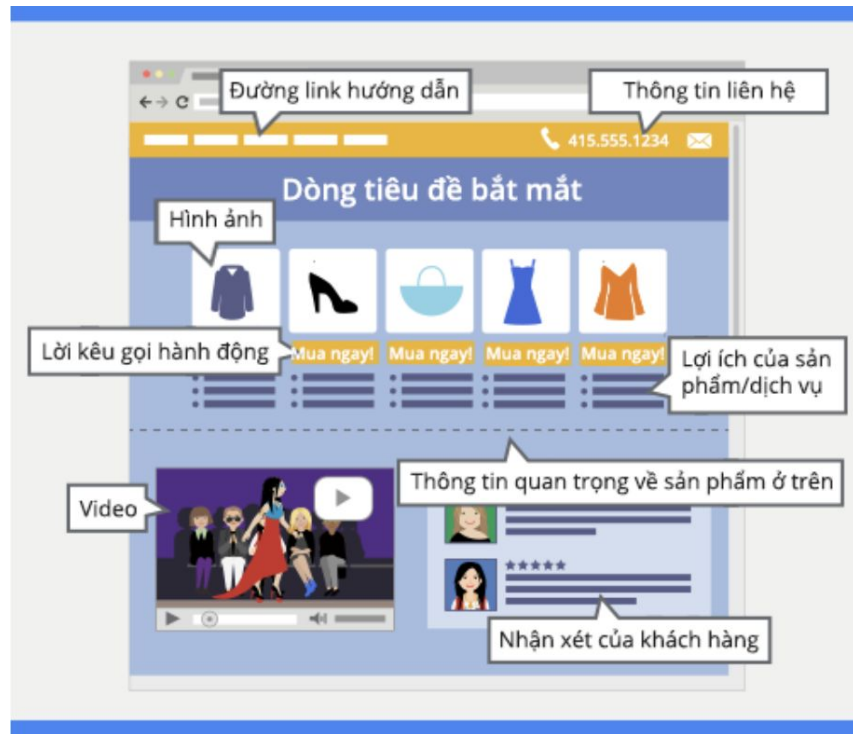 Đường link hướng dẫn
Thông tin liên hệ
415.555.1234
Dòng tiêu đề bắt mắt
Hình ảnh
Lời kêu gọi hành động
Mua ngay! Mua ngay! Mua ngay! Mua ngay!
Lợi ích của sản
phẩm/dịch vụ
Thông tin quan trọng về sản phẩm ở trên
Video
Nhận xét của khách hàng